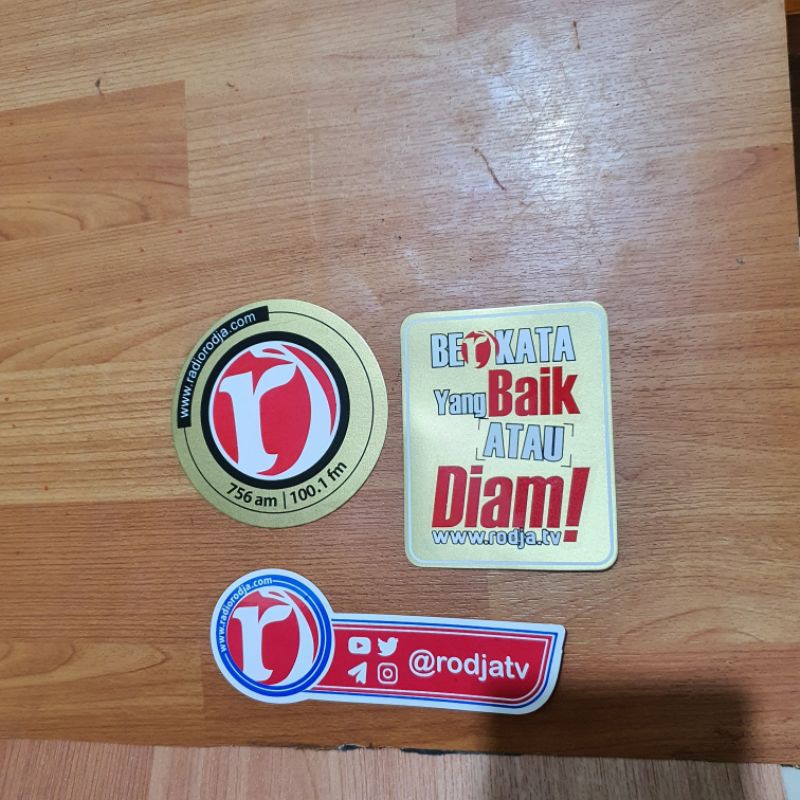 www.radiorodja.com
r
756 am | 100.1 fm
BErKATA
Yang Baik
ATAU
Diam!
www.rodja.tv
www.radiorodja.com
r
@rodjatv